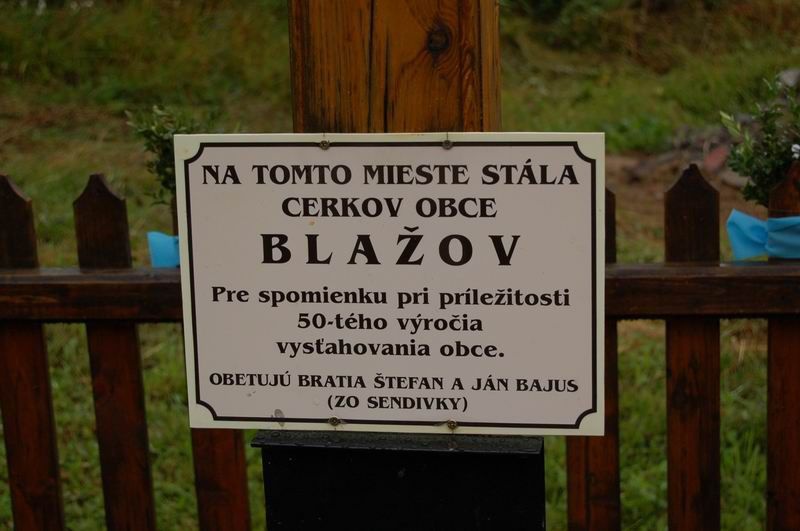 NA TOMTO MIESTE STÁLA
CERKOV OBCE
BLAŽOV
Pre spomienku pri príležitosti
50-tého výročia
vysťahovania obce.
OBETUJÚ BRATIA ŠTEFAN A JÁN BAJUS
(ZO SENDIVKY)